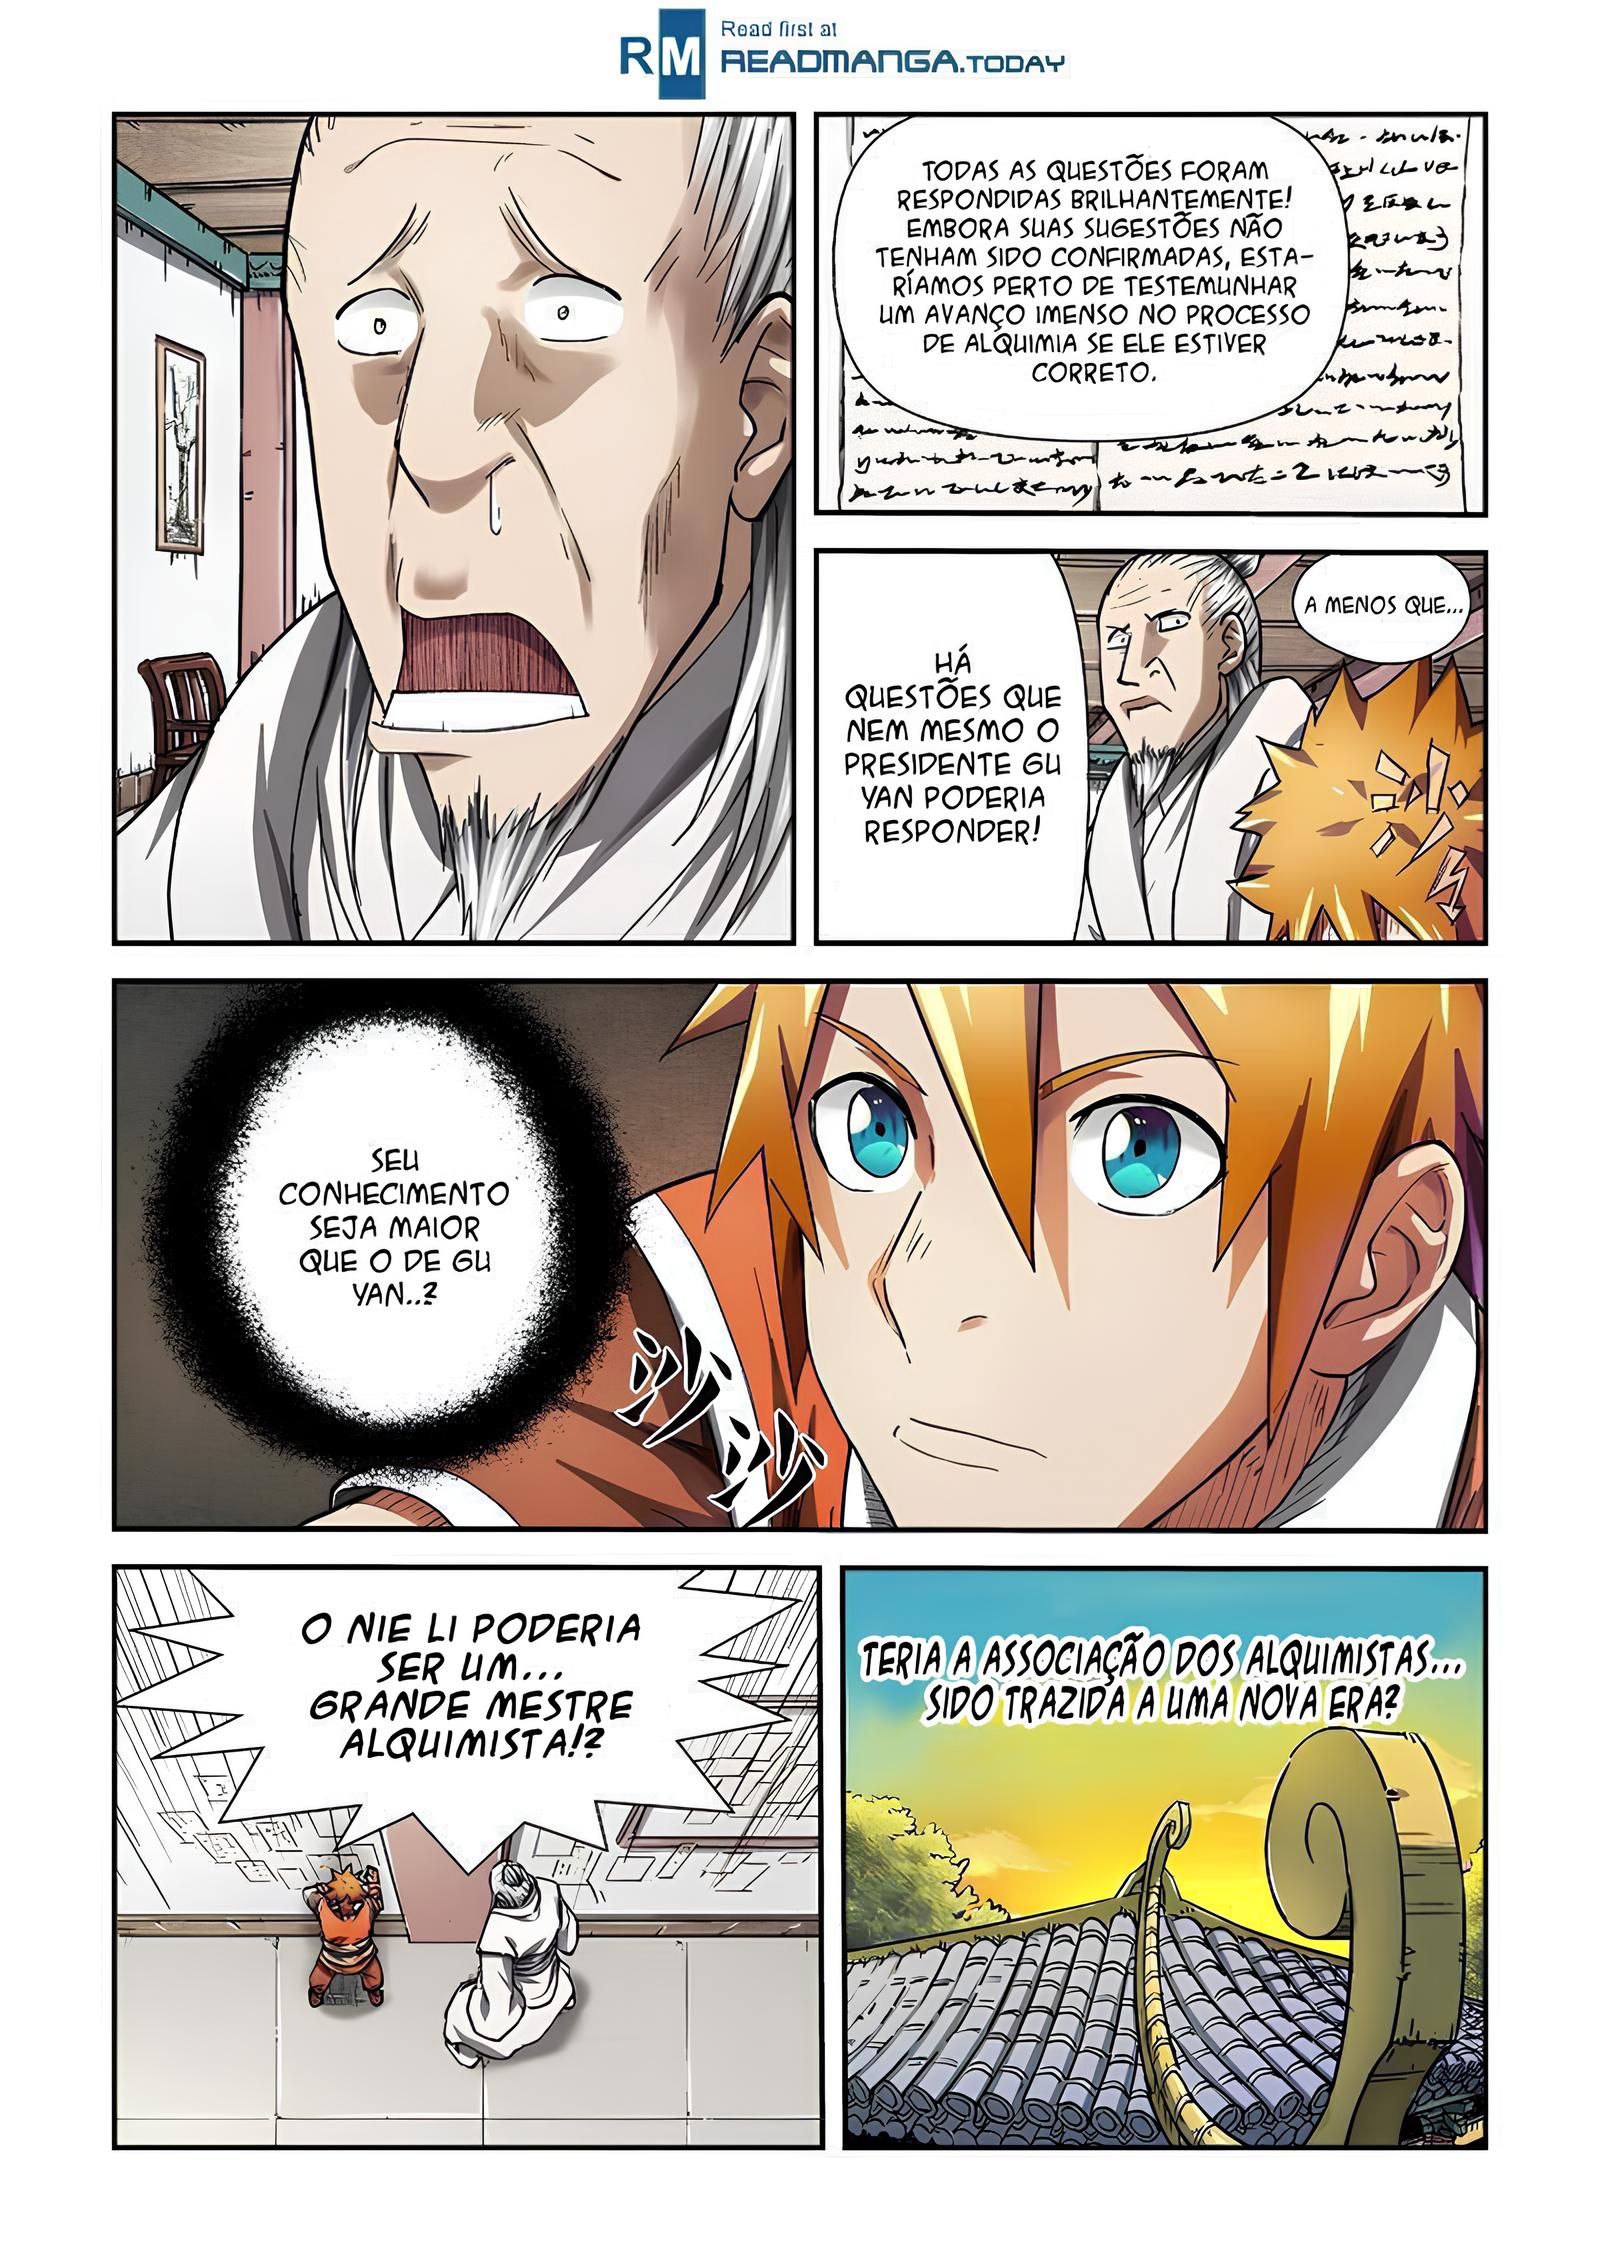 RM
Read first at
READMANGA.TODAY
TODAS AS QUESTÕES FORAM
RESPONDIDAS BRILHANTEMENTE!
EMBORA SUAS SUGESTÕES NÃO
TENHAM SIDO CONFIRMADAS, ESTA-
RÍAMOS PERTO DE TESTEMUNHAR
UM AVANÇO IMENSO NO PROCESSO
DE ALQUIMIA SE ELE ESTIVER
CORRETO.
HÁ
QUESTÕES QUE
NEM MESMO O
PRESIDENTE GU
YAN PODERIA
RESPONDER!
A MENOS QUE...
SEU
CONHECIMENTO
SEJA MAIOR
QUE O DE GU
YAN..?
沙
沙
O NIE LI PODERIA
SER UM...
GRANDE MESTRE
ALQUIMISTA!?
TERIA A ASSOCIAÇÃO DOS ALQUIMISTAS...
SIDO TRAZIDA A UMA NOVA ERA?